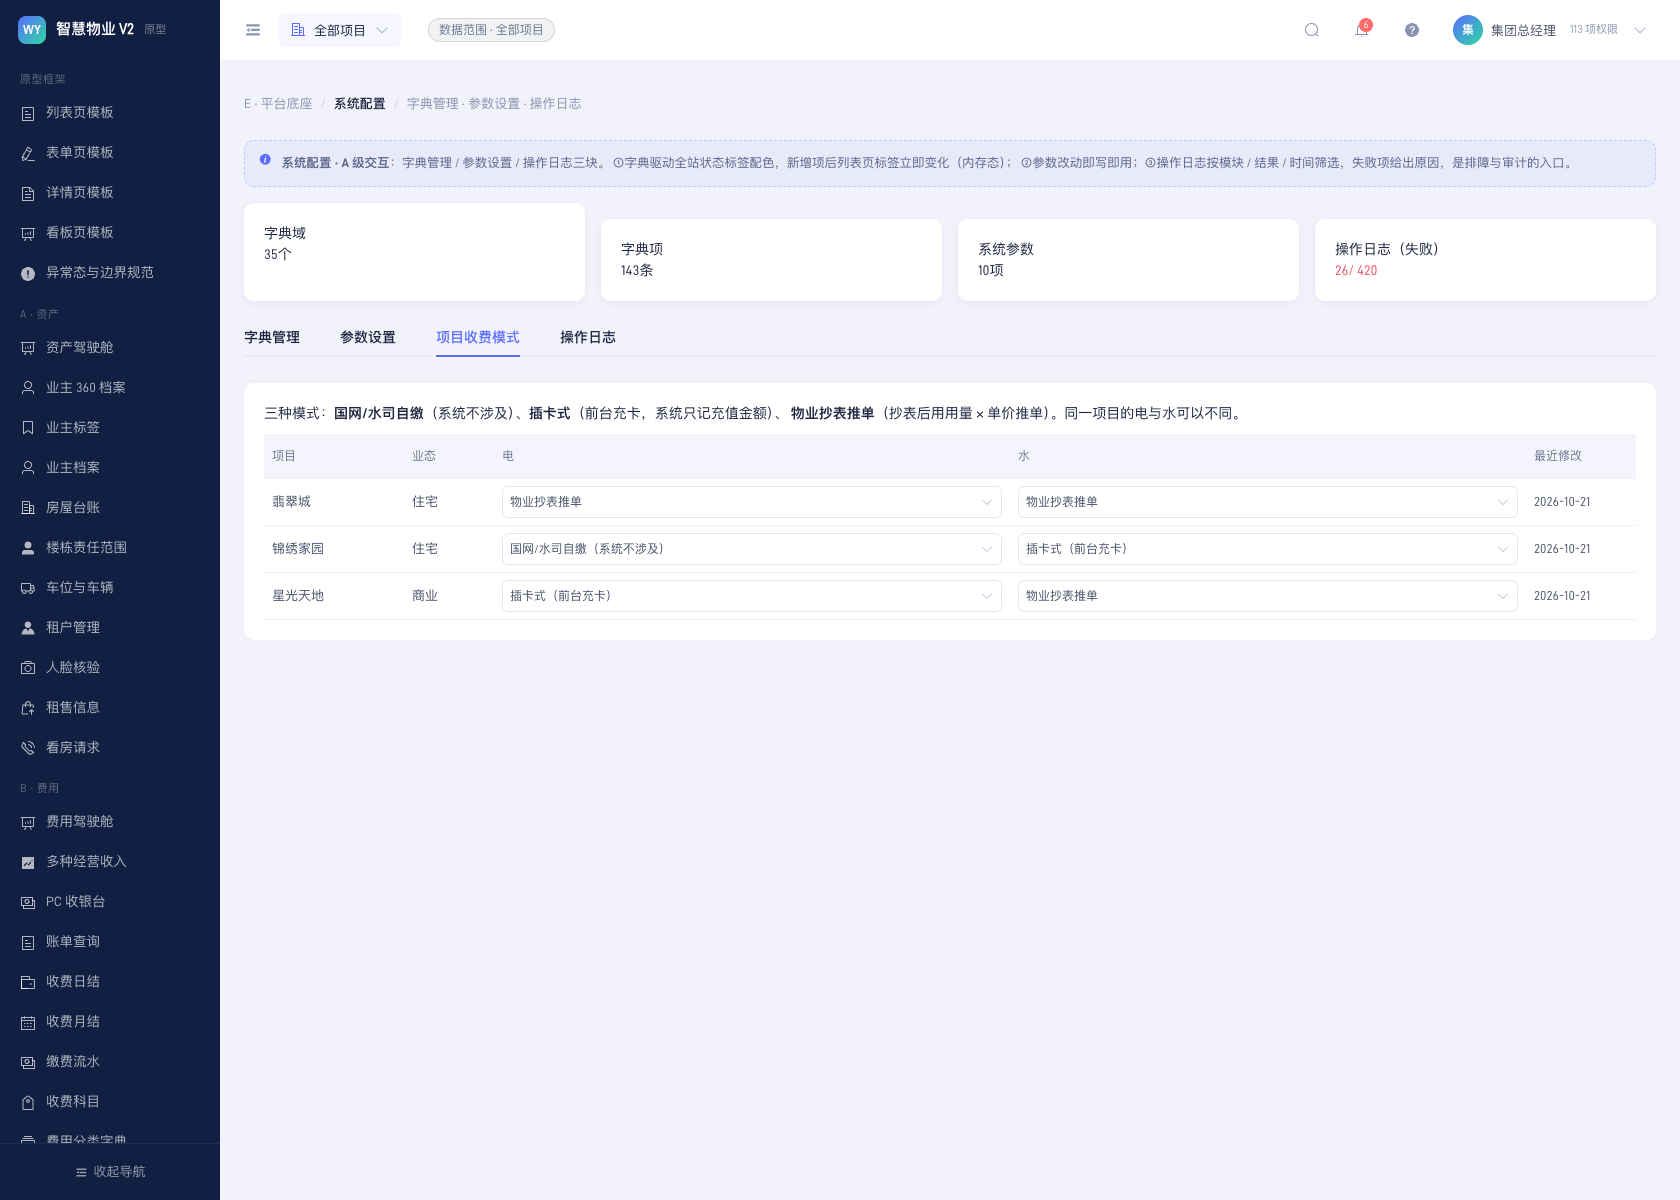 WY 智慧物业 V2 原型
全部项目
数据范围 · 全部项目
6
集 集团总经理 113 项权限
原型框架
列表页模板
表单页模板
详情页模板
看板页模板
异常态与边界规范
A · 资产
资产驾驶舱
业主 360 档案
业主标签
业主档案
房屋台账
楼栋责任范围
车位与车辆
租户管理
人脸核验
租售信息
看房请求
B · 费用
费用驾驶舱
多种经营收入
PC 收银台
账单查询
收费日结
收费月结
缴费流水
收费科目
费用分类字典
收起导航
E · 平台底座 / 系统配置 / 字典管理 · 参数设置 · 操作日志
系统配置 · A 级交互：字典管理 / 参数设置 / 操作日志三块。①字典驱动全站状态标签配色，新增项后列表页标签立即变化（内存态）；②参数改动即写即用；③操作日志按模块 / 结果 / 时间筛选，失败项给出原因，是排障与审计的入口。
字典域
35个
字典项
143条
系统参数
10项
操作日志（失败）
26/ 420
字典管理 参数设置 项目收费模式 操作日志
三种模式：国网/水司自缴（系统不涉及）、插卡式（前台充卡，系统只记充值金额）、物业抄表推单（抄表后用用量 × 单价推单）。同一项目的电与水可以不同。
项目 业态 电 水 最近修改
翡翠城 住宅 物业抄表推单 物业抄表推单 2026-10-21
锦绣家园 住宅 国网/水司自缴（系统不涉及） 插卡式（前台充卡） 2026-10-21
星光天地 商业 插卡式（前台充卡） 物业抄表推单 2026-10-21